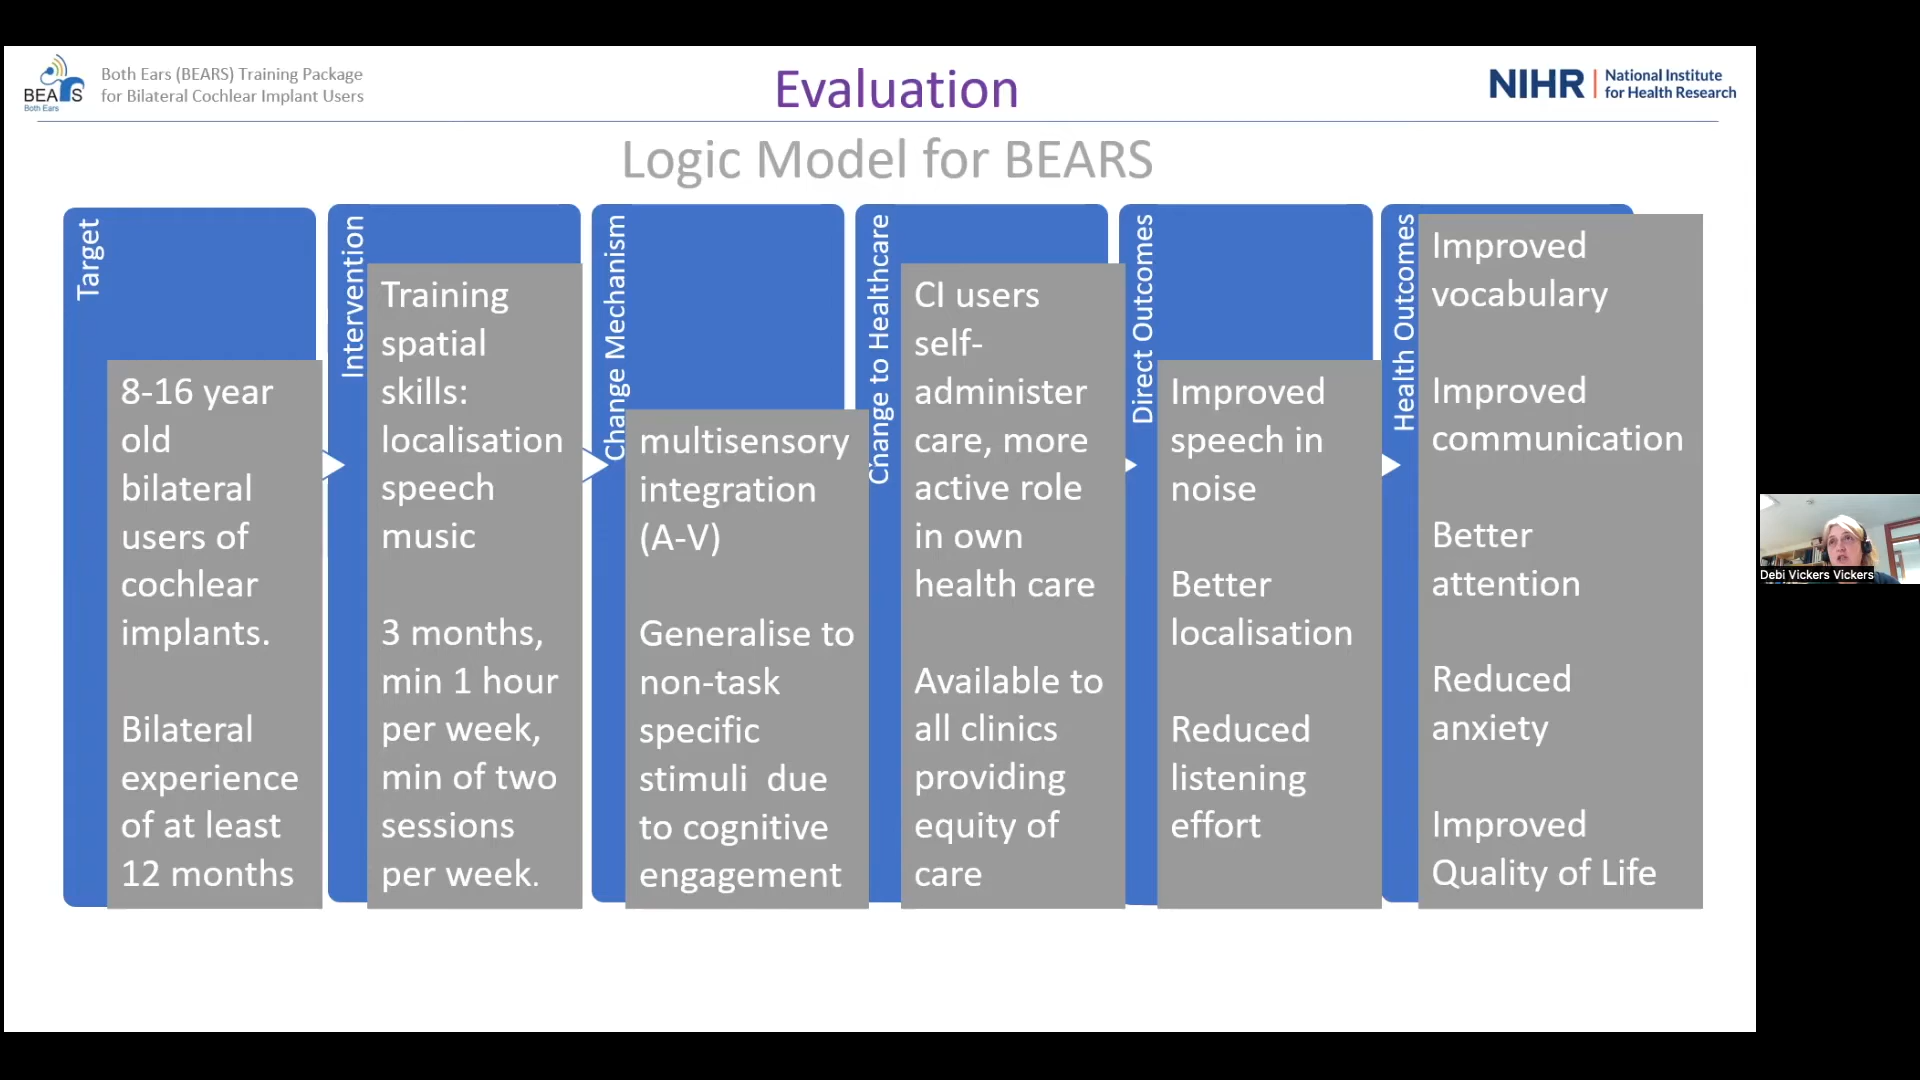 BEARS
Both Ears
Both Ears (BEARS) Training Package
for Bilateral Cochlear Implant Users
Evaluation
NIHR
National Institute
for Health Research
Logic Model for BEARS
Target
8-16 year
old
bilateral
users of
cochlear
implants.
Bilateral
experience
of at least
12 months
Intervention
Training
spatial
skills:
localisation
speech
music
3 months,
min 1 hour
per week,
min of two
sessions
per week.
Change Mechanism
multisensory
integration
(A-V)
Generalise to
non-task
specific
stimuli  due
to cognitive
engagement
Change to Healthcare
CI users
self-
administer
care, more
active role
in own
health care
Available to
all clinics
providing
equity of
care
Direct Outcomes
Improved
speech in
noise
Better
localisation
Reduced
listening
effort
Health Outcomes
Improved
vocabulary
Improved
communication
Better
attention
Reduced
anxiety
Improved
Quality of Life
Debi Vickers Vickers